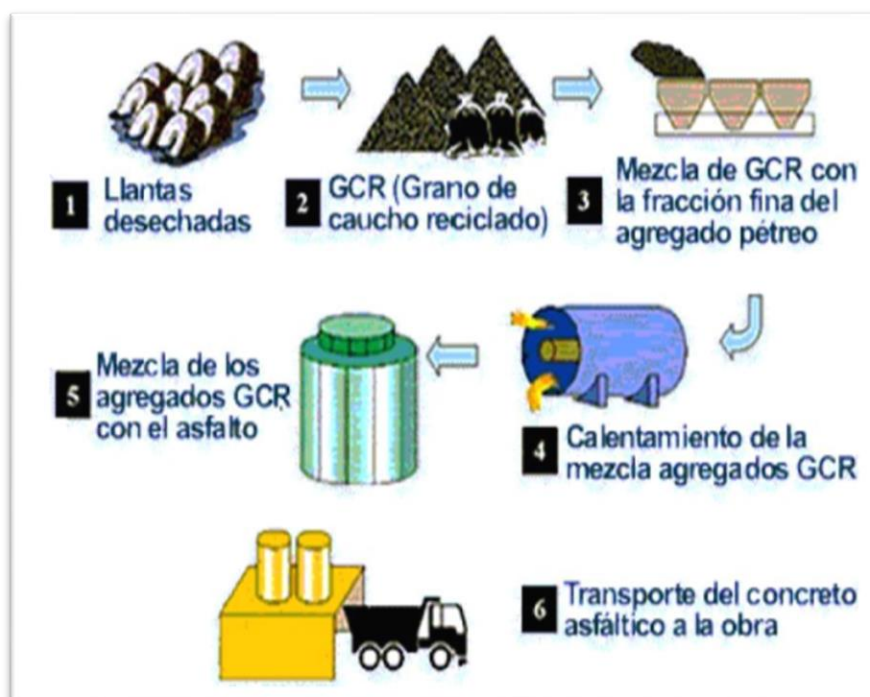 1 Llantas
desechadas
2 GCR (Grano de
caucho reciclado)
3 Mezcla de GCR con
la fracción fina del
agregado pétreo
4 Calentamiento de la
mezcla agregados GCR
5 Mezcla de los
agregados GCR
con el asfalto
6 Transporte del concreto
asfáltico a la obra